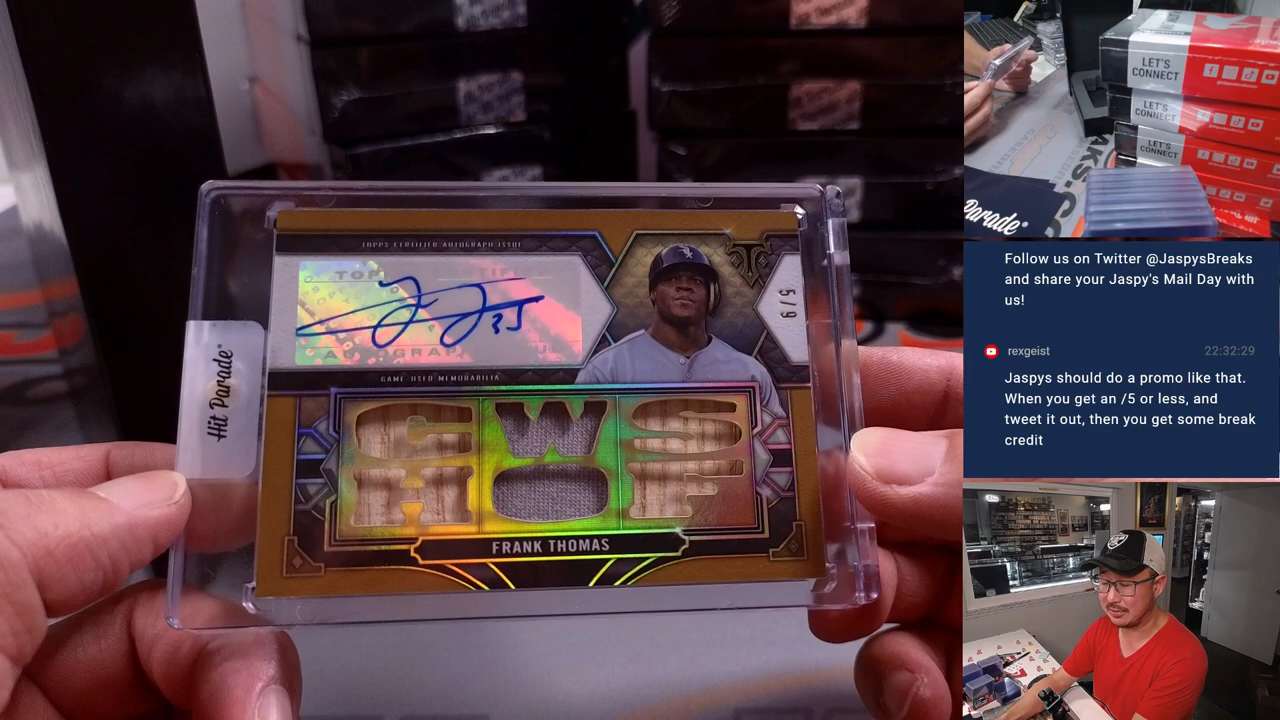 TOPPS CERTIFIED AUTOGRAPH ISSUE
35
5/9
GAME-USED MEMORABILIA
CWS
HOF
FRANK THOMAS
Hit Parade®
LET'S
CONNECT
LET'S
CONNECT
LET'S
CONNECT
Parade®
Follow us on Twitter @JaspysBreaks
and share your Jaspy's Mail Day with
us!
rexgeist 22:32:29
Jaspys should do a promo like that.
When you get an /5 or less, and
tweet it out, then you get some break
credit